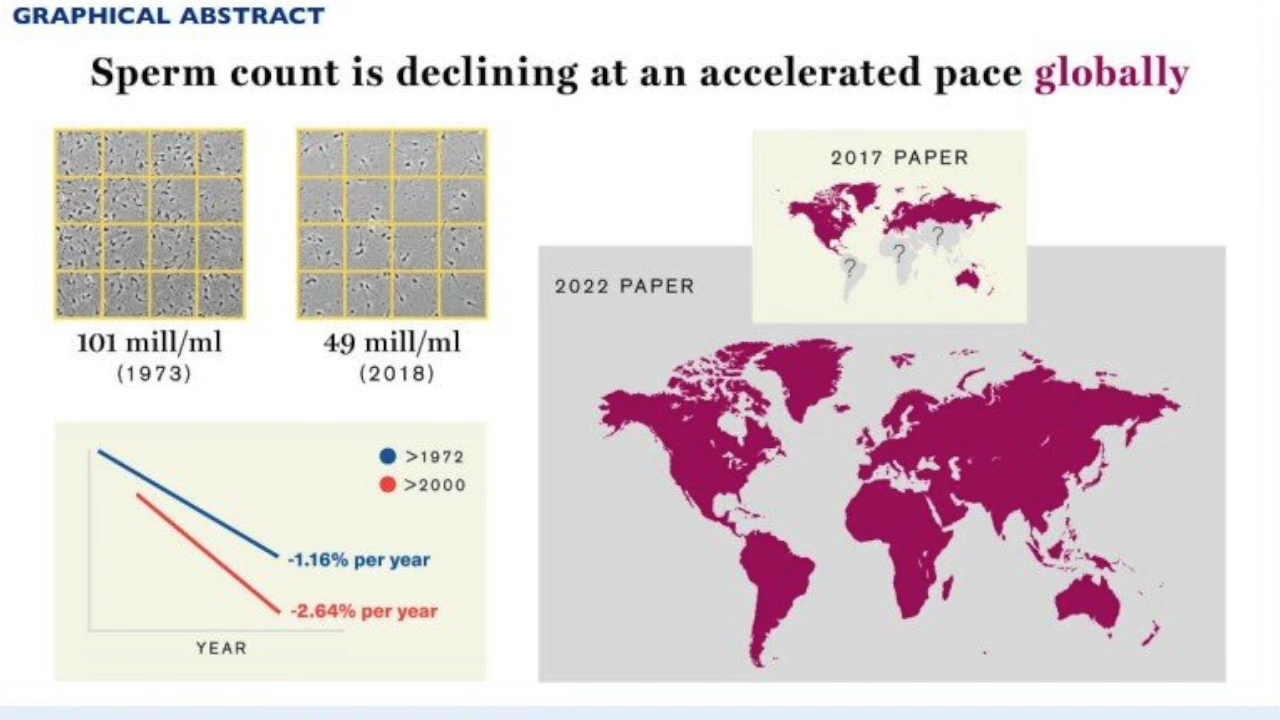 GRAPHICAL ABSTRACT
Sperm count is declining at an accelerated pace globally
101 mill/ml
(1973)
49 mill/ml
(2018)
>1972
>2000
-1.16% per year
-2.64% per year
YEAR
2017 PAPER
?
?
?
2022 PAPER